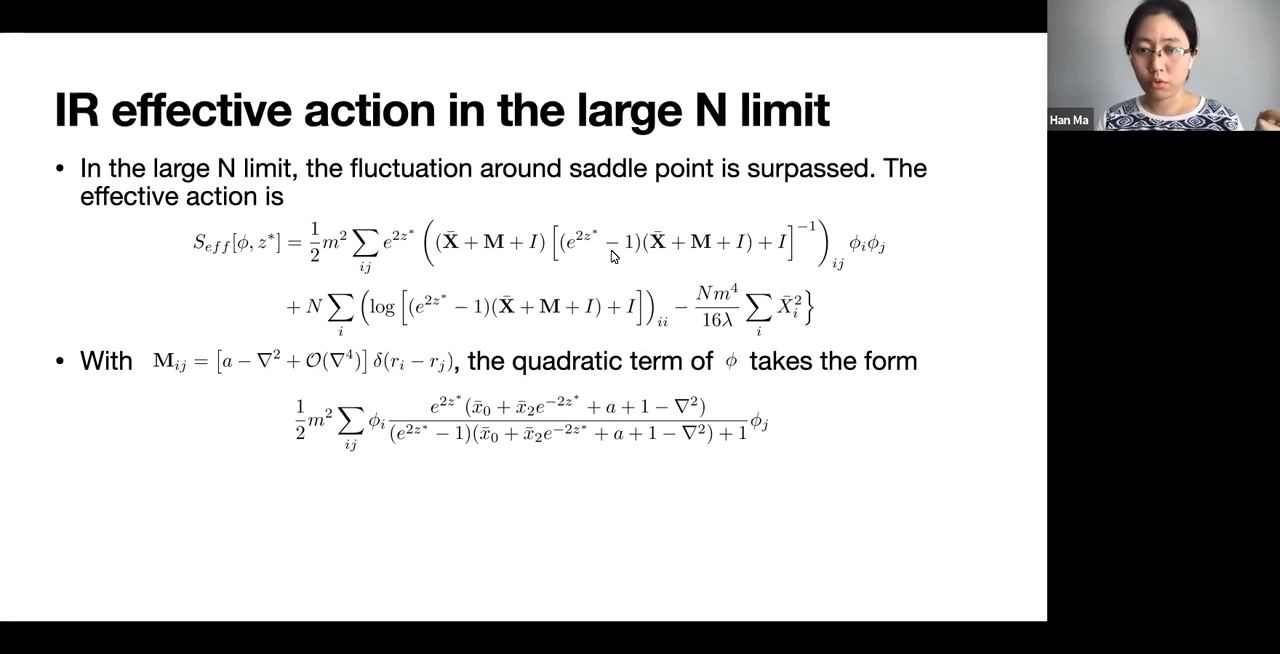 IR effective action in the large N limit
• In the large N limit, the fluctuation around saddle point is surpassed. The
effective action is
$S_{eff}[\phi, z^*] = \frac{1}{2} m^2 \sum_{ij} e^{2z^*} \left( (\bar{\mathbf{X}} + \mathbf{M} + I) \left[ (e^{2z^*} - 1)(\bar{\mathbf{X}} + \mathbf{M} + I) + I \right]^{-1} \right)_{ij} \phi_i \phi_j$
$+ N \sum_i \left( \log \left[ (e^{2z^*} - 1)(\bar{\mathbf{X}} + \mathbf{M} + I) + I \right] \right)_{ii} - \frac{Nm^4}{16\lambda} \sum_i \bar{X}_i^2 \}$
• With $\mathbf{M}_{ij} = \left[ a - \nabla^2 + \mathcal{O}(\nabla^4) \right] \delta(r_i - r_j)$, the quadratic term of $\phi$ takes the form
$\frac{1}{2} m^2 \sum_{ij} \phi_i \frac{e^{2z^*}(\bar{x}_0 + \bar{x}_2 e^{-2z^*} + a + 1 - \nabla^2)}{(e^{2z^*} - 1)(\bar{x}_0 + \bar{x}_2 e^{-2z^*} + a + 1 - \nabla^2) + 1} \phi_j$
Han Ma